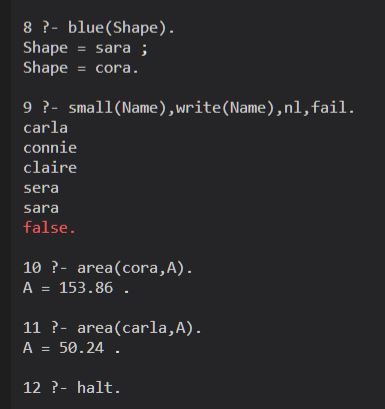 8 ?- blue(Shape).
Shape = sara ;
Shape = cora.
9 ?- small(Name),write(Name),nl,fail.
carla
connie
claire
sera
sara
false.
10 ?- area(cora,A).
A = 153.86 .
11 ?- area(carla,A).
A = 50.24 .
12 ?- halt.